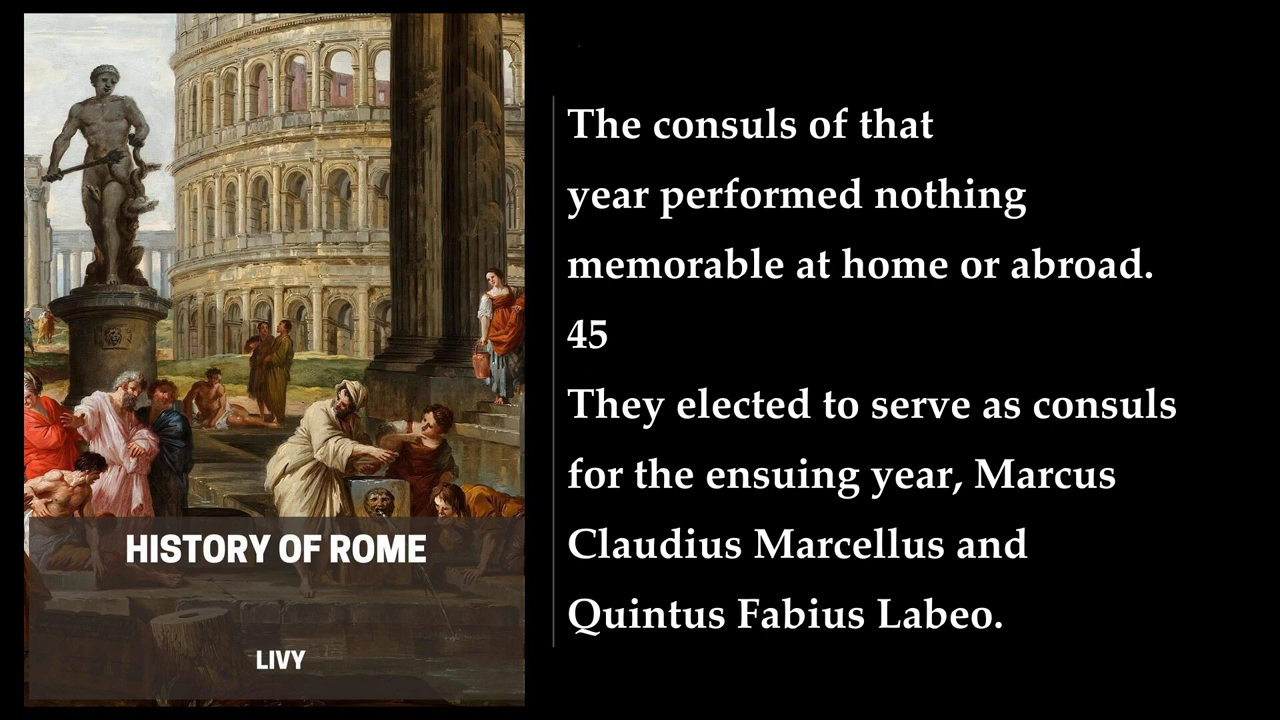 HISTORY OF ROME
LIVY
The consuls of that
year performed nothing
memorable at home or abroad.
45
They elected to serve as consuls
for the ensuing year, Marcus
Claudius Marcellus and
Quintus Fabius Labeo.